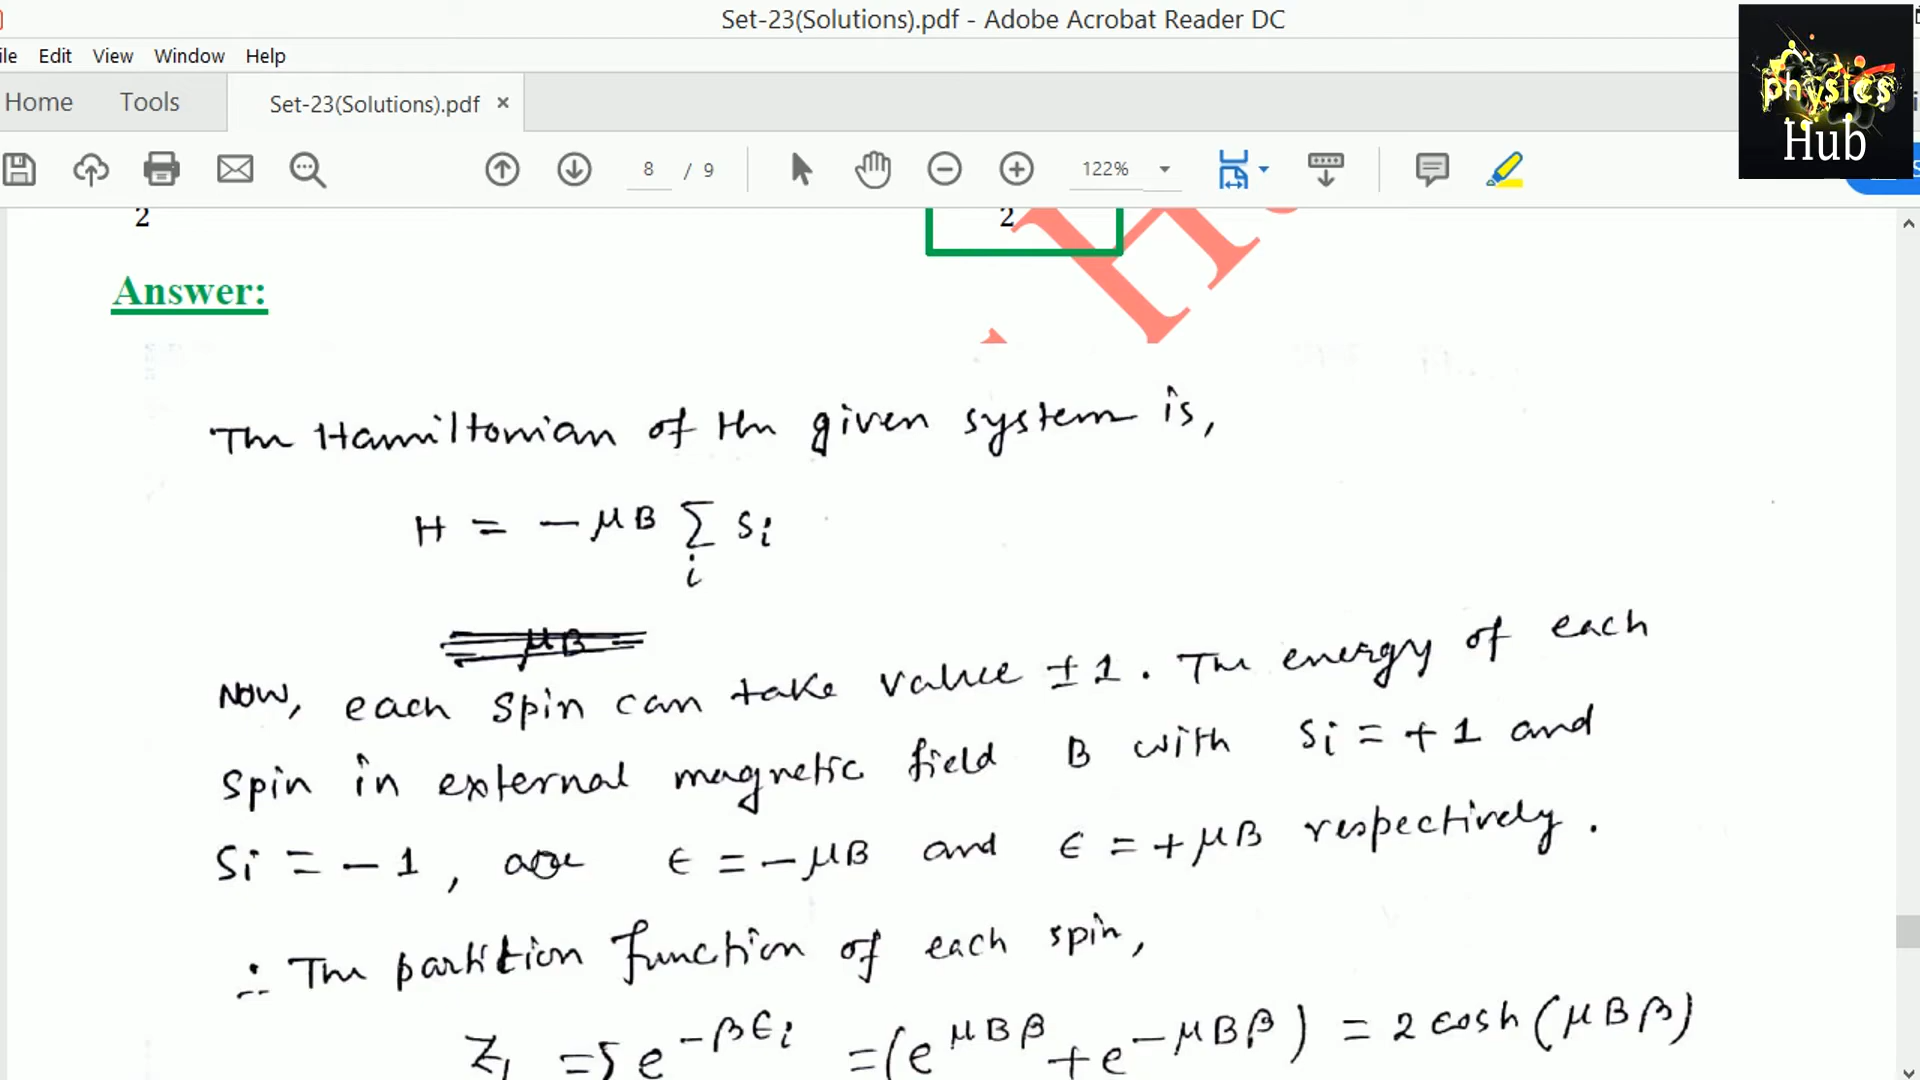 Set-23(Solutions).pdf - Adobe Acrobat Reader DC
ile Edit View Window Help
Home Tools Set-23(Solutions).pdf ×
8 / 9 122%
physics
Hub
2 2
Answer:
The Hamiltonian of the given system is,
H = - μB ∑ Si
i
μB
Now, each spin can take value ±1. The energy of each
spin in external magnetic field B with Si = +1 and
Si = -1, are ϵ = -μB and ϵ = +μB respectively.
∴ The partition function of each spin,
Z1 = ∑ e^{-βϵi} = (e^{μBβ} + e^{-μBβ}) = 2 cosh(μBβ)